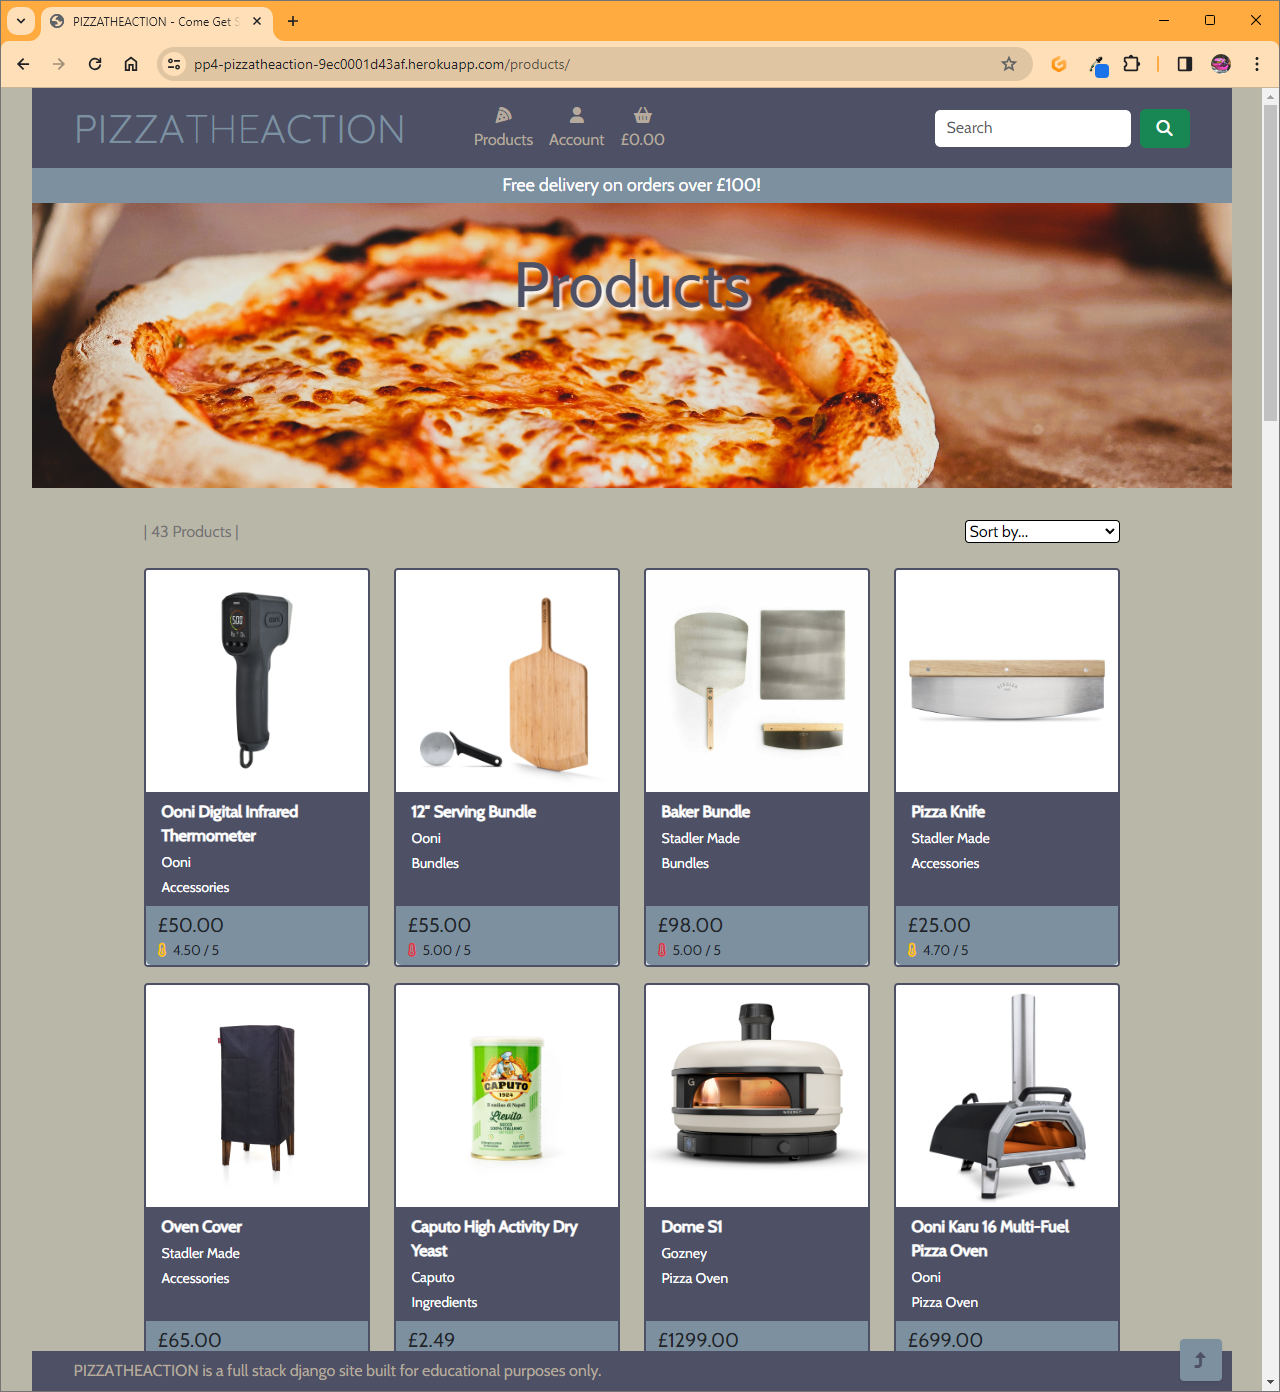 PIZZATHEACTION - Come Get S
pp4-pizzatheaction-9ec0001d43af.herokuapp.com/products/
PIZZATHEACTION
Products
Account
£0.00
Search
Free delivery on orders over £100!
Products
| 43 Products |
Sort by...
Ooni Digital Infrared
Thermometer
Ooni
Accessories
£50.00
4.50 / 5
12" Serving Bundle
Ooni
Bundles
£55.00
5.00 / 5
Baker Bundle
Stadler Made
Bundles
£98.00
5.00 / 5
Pizza Knife
Stadler Made
Accessories
£25.00
4.70 / 5
CAPUTO
1924
Lievito
Oven Cover
Stadler Made
Accessories
£65.00
Caputo High Activity Dry
Yeast
Caputo
Ingredients
£2.49
Dome S1
Gozney
Pizza Oven
£1299.00
Ooni Karu 16 Multi-Fuel
Pizza Oven
Ooni
Pizza Oven
£699.00
PIZZATHEACTION is a full stack django site built for educational purposes only.